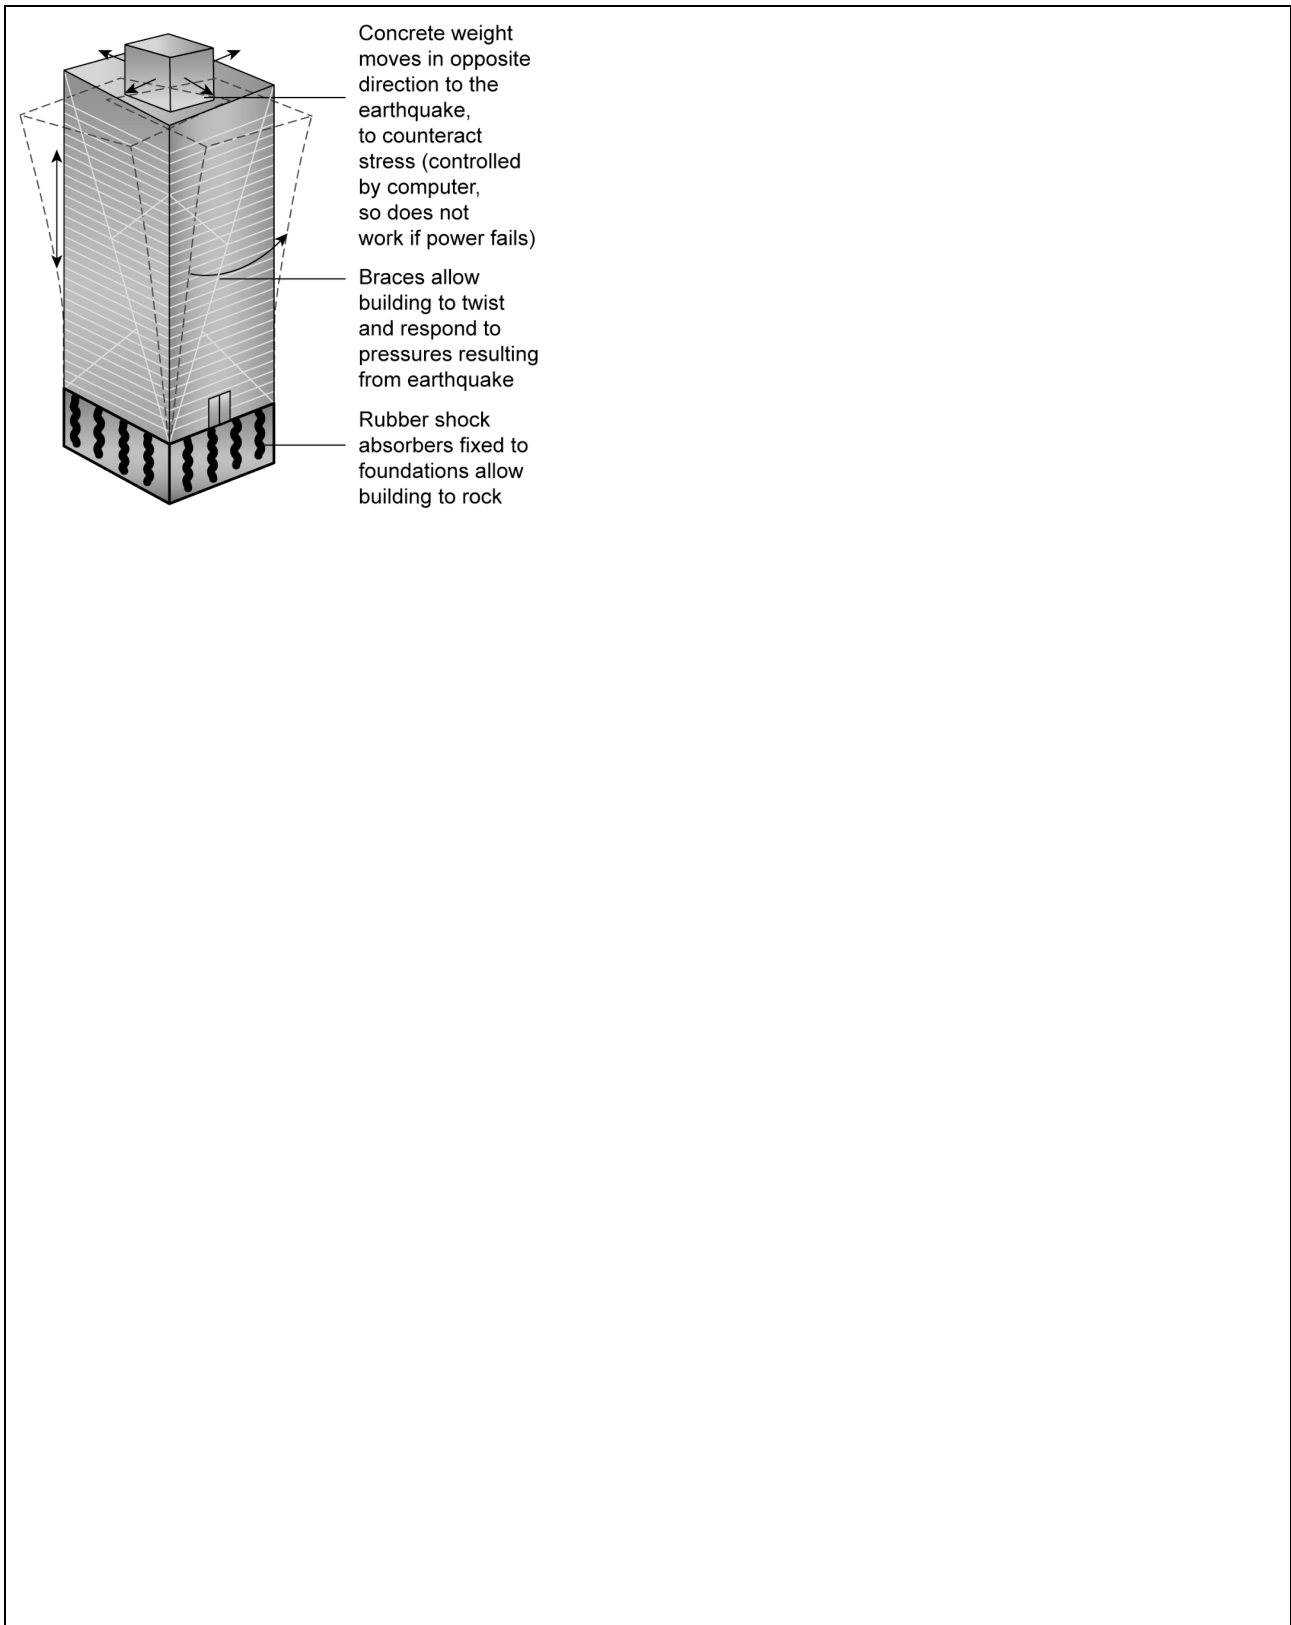 Concrete weight
moves in opposite
direction to the
earthquake,
to counteract
stress (controlled
by computer,
so does not
work if power fails)
Braces allow
building to twist
and respond to
pressures resulting
from earthquake
Rubber shock
absorbers fixed to
foundations allow
building to rock